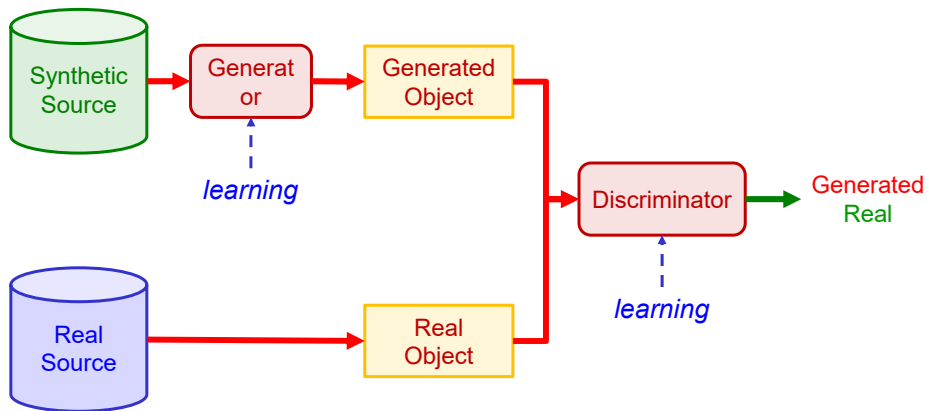 Synthetic
Source
Generat
or
Generated
Object
learning
Discriminator
Generated
Real
learning
Real
Source
Real
Object